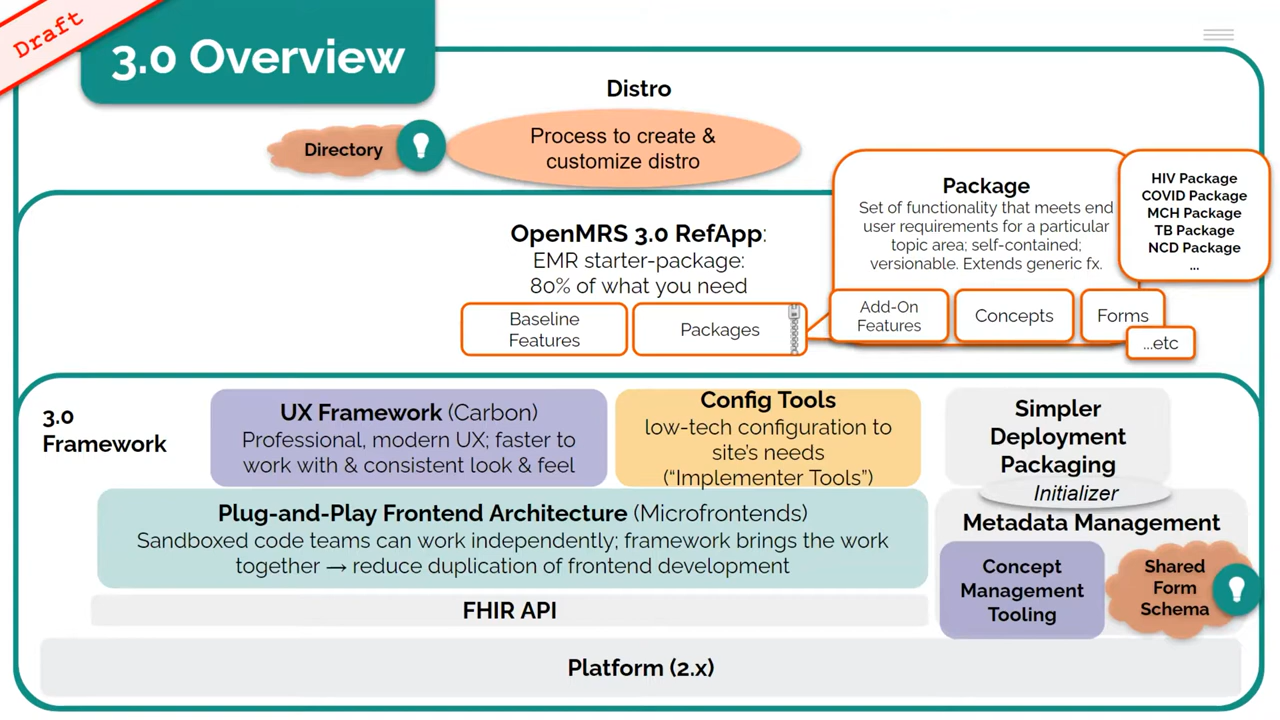 Draft
3.0 Overview
Distro
Directory
Process to create &
customize distro
OpenMRS 3.0 RefApp:
EMR starter-package:
80% of what you need
Baseline
Features
Packages
Package
Set of functionality that meets end
user requirements for a particular
topic area; self-contained;
versionable. Extends generic fx.
Add-On
Features
Concepts
Forms
...etc
HIV Package
COVID Package
MCH Package
TB Package
NCD Package
...
3.0
Framework
UX Framework (Carbon)
Professional, modern UX; faster to
work with & consistent look & feel
Config Tools
low-tech configuration to
site's needs
("Implementer Tools")
Simpler
Deployment
Packaging
Initializer
Plug-and-Play Frontend Architecture (Microfrontends)
Sandboxed code teams can work independently; framework brings the work
together → reduce duplication of frontend development
Metadata Management
Concept
Management
Tooling
Shared
Form
Schema
FHIR API
Platform (2.x)